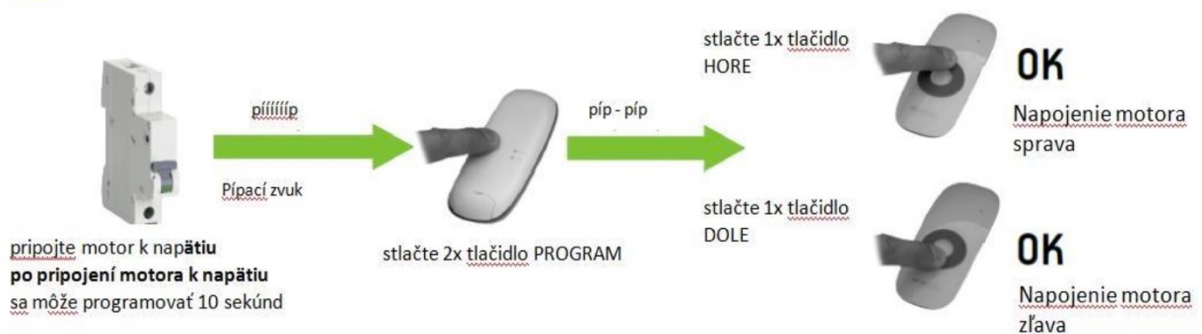 pripojte motor k napätiu
po pripojení motora k napätiu
sa môže programovať 10 sekúnd
pííííííp
Pípací zvuk
stlačte 2x tlačidlo PROGRAM
píp - píp
stlačte 1x tlačidlo
HORE
OK
Napojenie motora
sprava
stlačte 1x tlačidlo
DOLE
OK
Napojenie motora
zľava